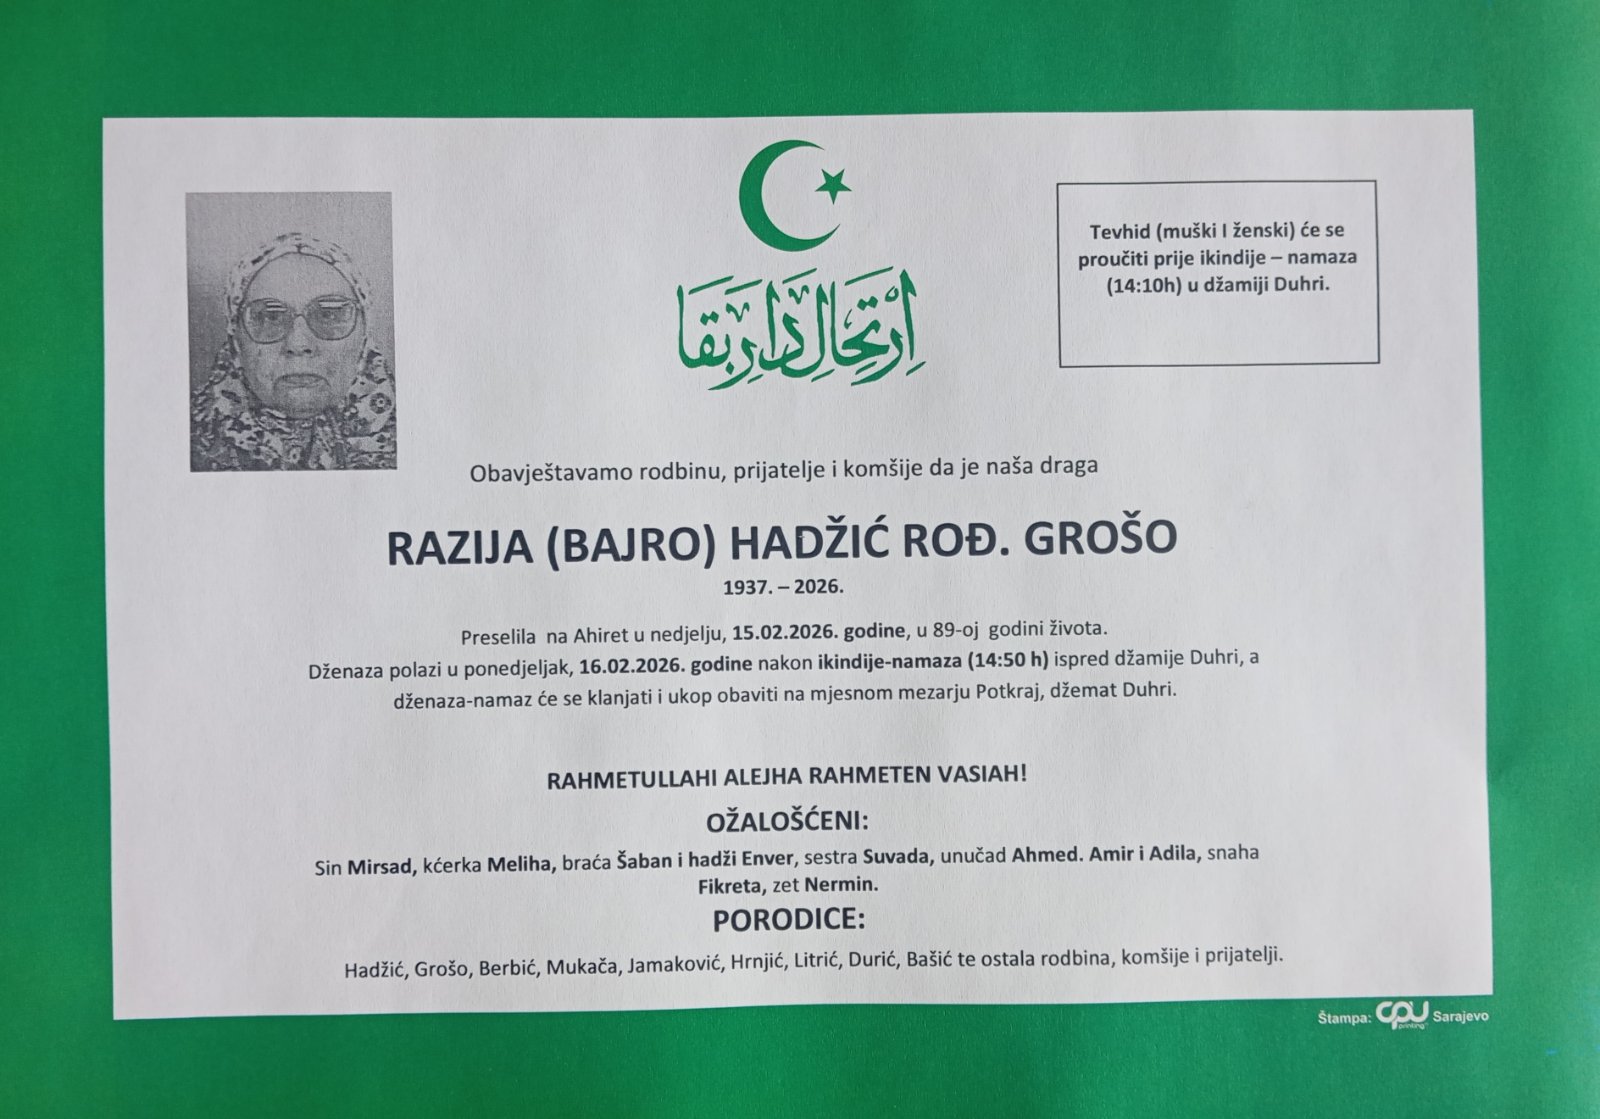 ارتحال دار بقا
Tevhid (muški I ženski) će se
proučiti prije ikindije – namaza
(14:10h) u džamiji Duhri.
Obavještavamo rodbinu, prijatelje i komšije da je naša draga
RAZIJA (BAJRO) HADŽIĆ ROĐ. GROŠO
1937. – 2026.
Preselila na Ahiret u nedjelju, 15.02.2026. godine, u 89-oj godini života.
Dženaza polazi u ponedjeljak, 16.02.2026. godine nakon ikindije-namaza (14:50 h) ispred džamije Duhri, a
dženaza-namaz će se klanjati i ukop obaviti na mjesnom mezarju Potkraj, džemat Duhri.
RAHMETULLAHI ALEJHA RAHMETEN VASIAH!
OŽALOŠĆENI:
Sin Mirsad, kćerka Meliha, braća Šaban i hadži Enver, sestra Suvada, unučad Ahmed. Amir i Adila, snaha
Fikreta, zet Nermin.
PORODICE:
Hadžić, Grošo, Berbić, Mukača, Jamaković, Hrnjić, Litrić, Durić, Bašić te ostala rodbina, komšije i prijatelji.
Štampa: CPU printing Sarajevo